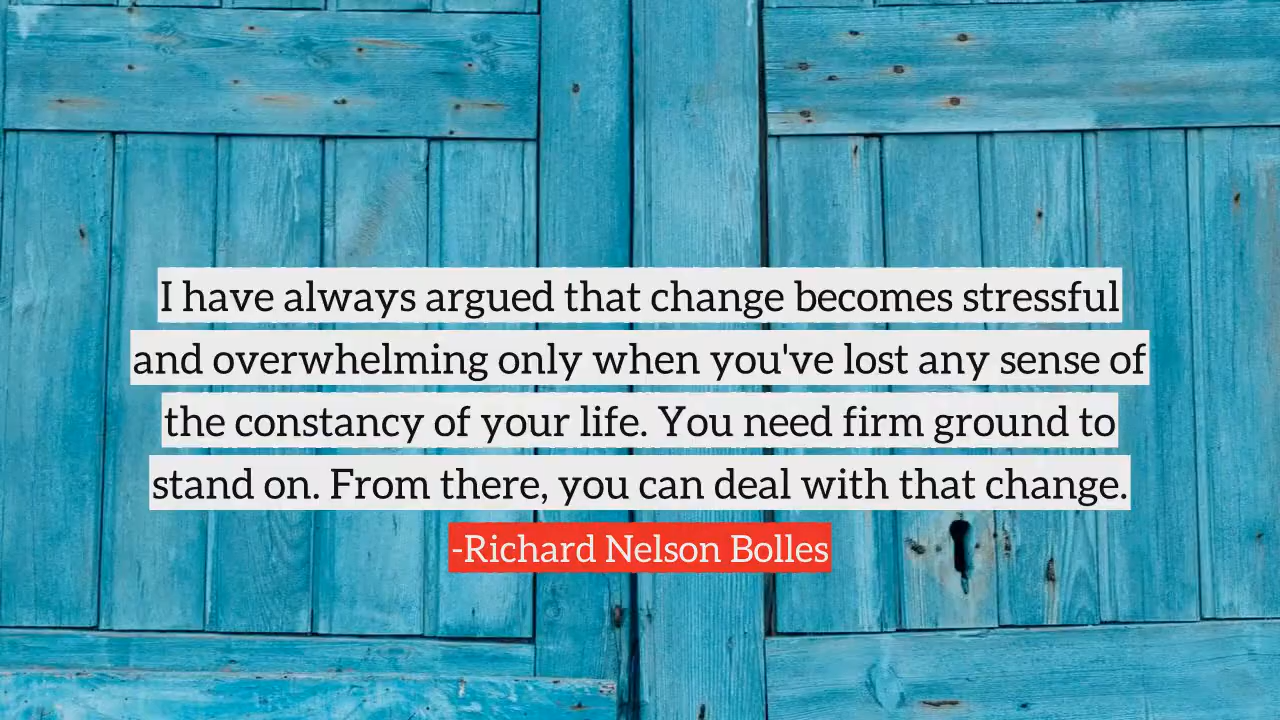 I have always argued that change becomes stressful
and overwhelming only when you've lost any sense of
the constancy of your life. You need firm ground to
stand on. From there, you can deal with that change.
-Richard Nelson Bolles